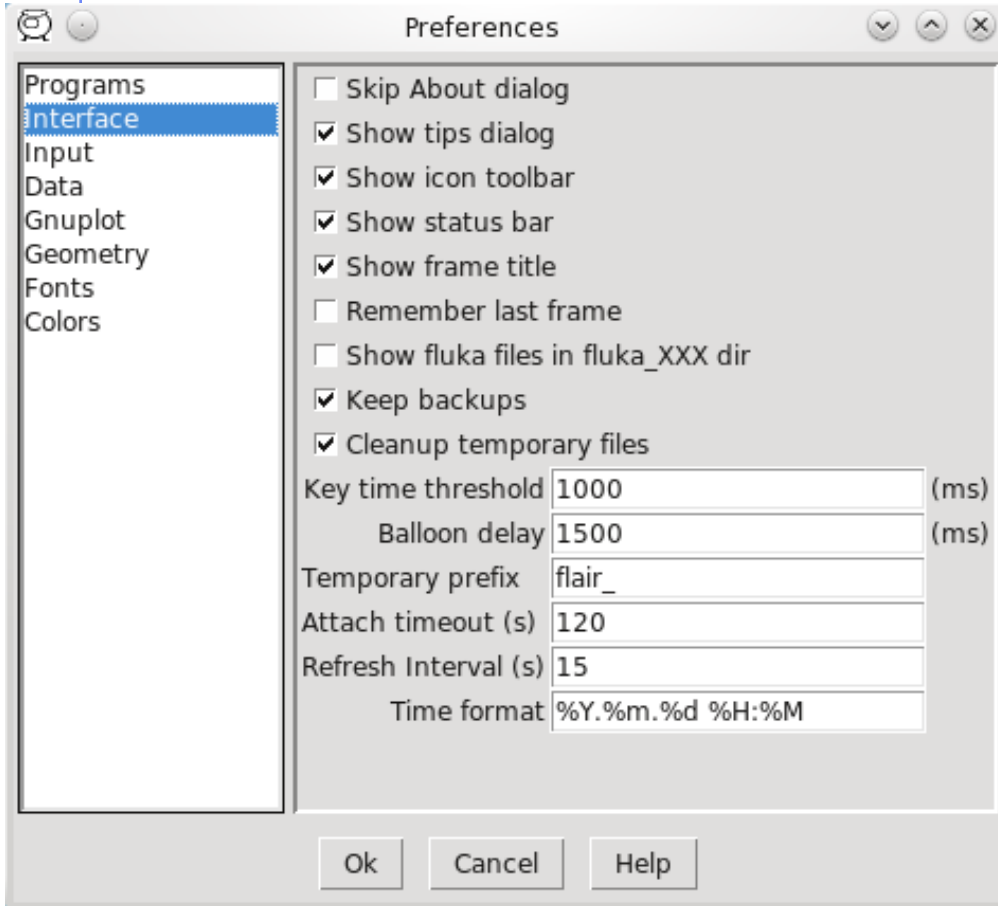 Preferences
Programs
Interface
Input
Data
Gnuplot
Geometry
Fonts
Colors
Skip About dialog
Show tips dialog
Show icon toolbar
Show status bar
Show frame title
Remember last frame
Show fluka files in fluka_XXX dir
Keep backups
Cleanup temporary files
Key time threshold 1000 (ms)
Balloon delay 1500 (ms)
Temporary prefix flair_
Attach timeout (s) 120
Refresh Interval (s) 15
Time format %Y.%m.%d %H:%M
Ok Cancel Help